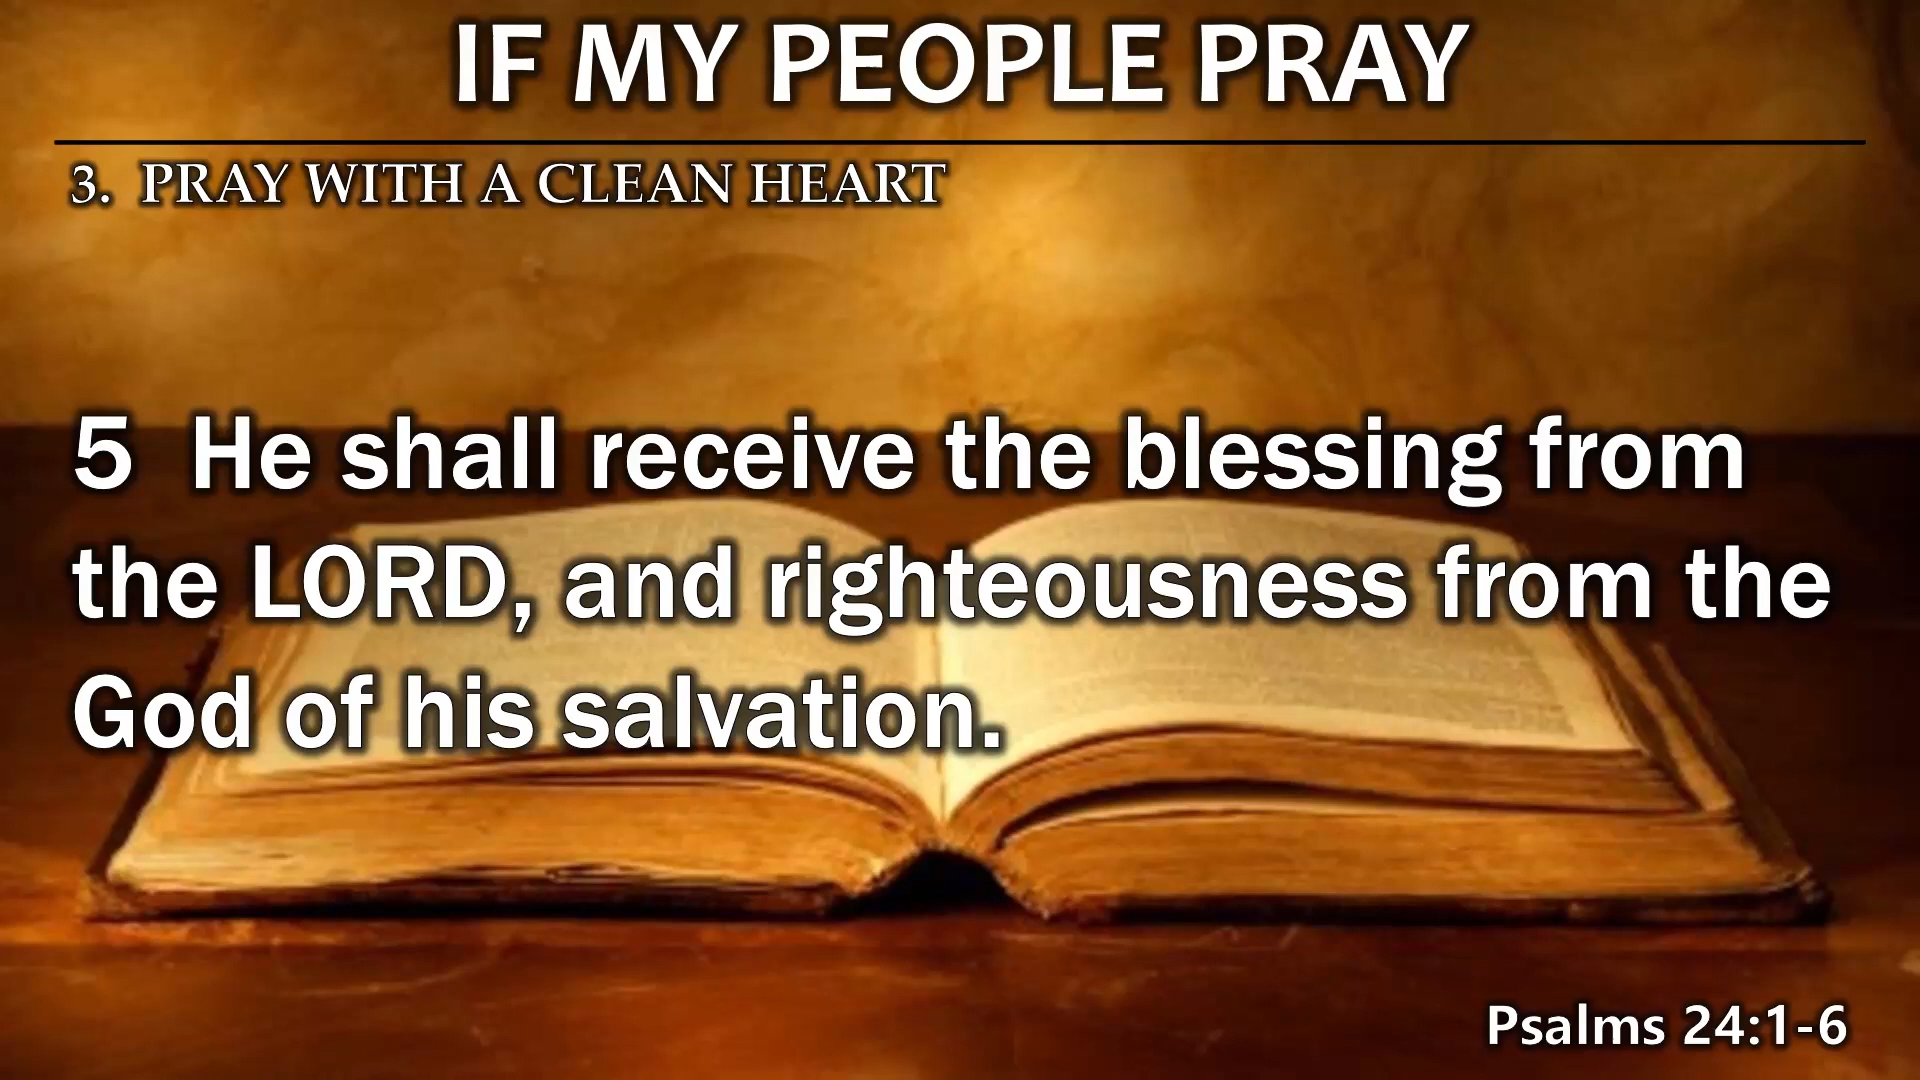 IF MY PEOPLE PRAY
3. PRAY WITH A CLEAN HEART
5 He shall receive the blessing from
the LORD, and righteousness from the
God of his salvation.
Psalms 24:1-6